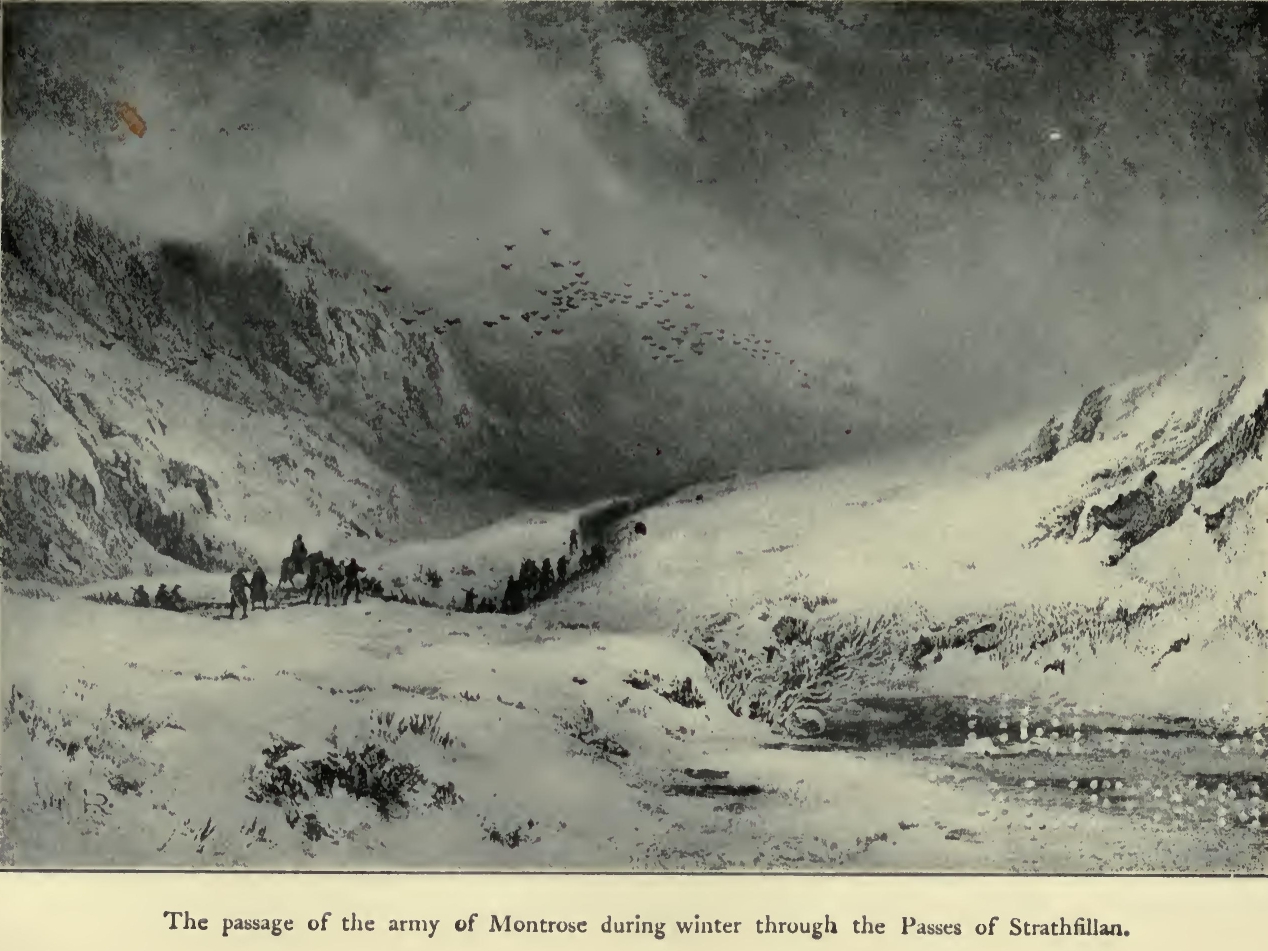 The passage of the army of Montrose during winter through the Passes of Strathfillan.